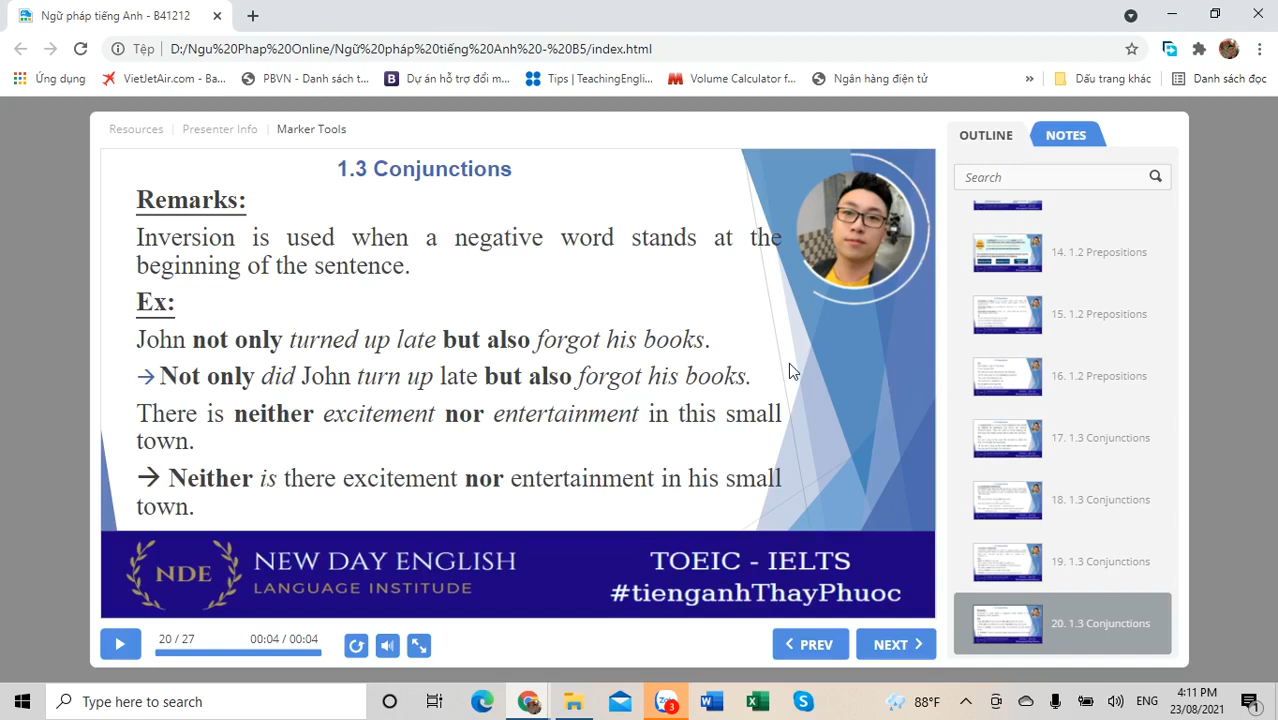 Ngữ pháp tiếng Anh - B41212
Tệp D:/Ngu%20Phap%20Online/Ngữ%20pháp%20tiếng%20Anh%20-%20B5/index.html
Ứng dụng VietJetAir.com - Ba... PBVN - Danh sách t... Dự án hỗ trợ đổi m... Tips | TeachingEngli... Volume Calculator f... Ngân hàng điện tử » Dấu trang khác Danh sách đọc
Resources | Presenter Info | Marker Tools
OUTLINE NOTES
Search
1.3 Conjunctions
Remarks:
Inversion is used when a negative word stands at the
beginning of the sentence.
Ex:
John not only turned up late but also forgot his books.
→ Not only did John turn up late but also forgot his books.
There is neither excitement nor entertainment in this small
town.
→ Neither is there excitement nor entertainment in his small
town.
NDE
NEW DAY ENGLISH
LANGUAGE INSTITUTE
TOEIC - IELTS
#tienganhThayPhuoc
14. 1.2 Prepositions
15. 1.2 Prepositions
16. 1.2 Prepositions
17. 1.3 Conjunctions
18. 1.3 Conjunctions
19. 1.3 Conjunctions
20. 1.3 Conjunctions
20 / 27 00:04 / 00:04
PREV NEXT
Type here to search
Zalo 3
88°F ENG
4:11 PM
23/08/2021
1